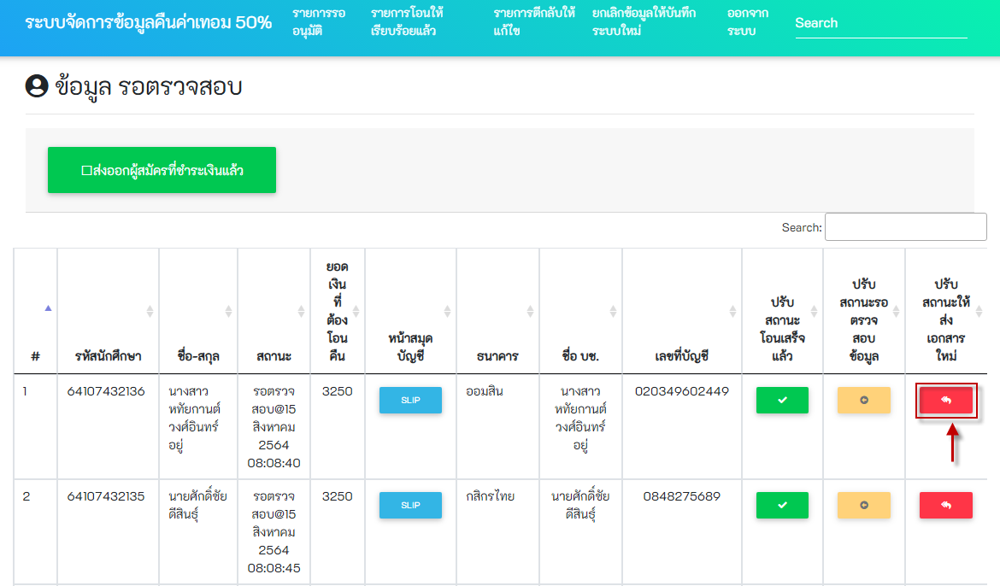 ระบบจัดการข้อมูลคืนค่าเทอม 50%
รายการรอ
อนุมัติ
รายการโอนให้
เรียบร้อยแล้ว
รายการตีกลับให้
แก้ไข
ยกเลิกข้อมูลให้บันทึก
ระบบใหม่
ออกจาก
ระบบ
Search
ข้อมูล รอตรวจสอบ
ส่งออกผู้สมัครที่ชำระเงินแล้ว
Search:
#
รหัสนักศึกษา
ชื่อ-สกุล
สถานะ
ยอด
เงิน
ที่
ต้อง
โอน
คืน
หน้าสมุด
บัญชี
ธนาคาร
ชื่อ บช.
เลขที่บัญชี
ปรับ
สถานะ
โอนเสร็จ
แล้ว
ปรับ
สถานะรอ
ตรวจ
สอบ
ข้อมูล
ปรับ
สถานะให้
ส่ง
เอกสาร
ใหม่
1
64107432136
นางสาว
หทัยกานต์
วงศ์อินทร์
อยู่
รอตรวจ
สอบ@15
สิงหาคม
2564
08:08:40
3250
SLIP
ออมสิน
นางสาว
หทัยกานต์
วงศ์อินทร์
อยู่
020349602449
2
64107432135
นายศักดิ์ชัย
ดีสินธุ์
รอตรวจ
สอบ@15
สิงหาคม
2564
08:08:45
3250
SLIP
กสิกรไทย
นายศักดิ์ชัย
ดีสินธุ์
0848275689